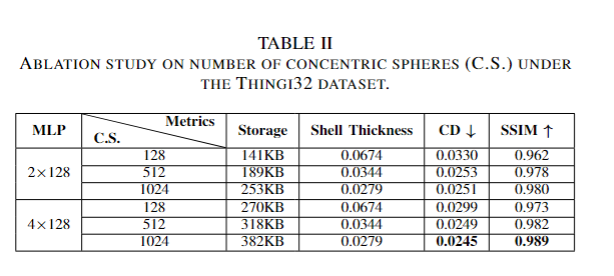 TABLE II
ABLATION STUDY ON NUMBER OF CONCENTRIC SPHERES (C.S.) UNDER
THE THINGI32 DATASET.
MLP Metrics C.S. Storage Shell Thickness CD ↓ SSIM ↑
2×128 128 141KB 0.0674 0.0330 0.962
512 189KB 0.0344 0.0253 0.978
1024 253KB 0.0279 0.0251 0.980
4×128 128 270KB 0.0674 0.0299 0.973
512 318KB 0.0344 0.0249 0.982
1024 382KB 0.0279 0.0245 0.989